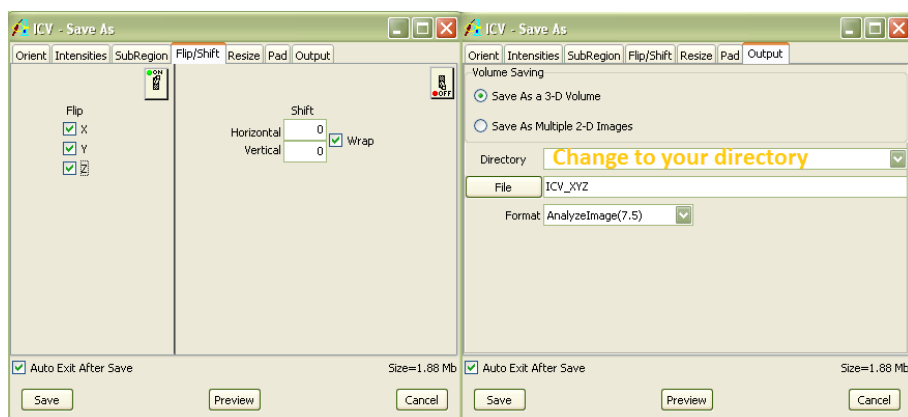 ICV - Save As
Orient Intensities SubRegion Flip/Shift Resize Pad Output
ON
OFF
Flip
X
Y
Z
Shift
Horizontal 0
Vertical 0
Wrap
Auto Exit After Save Size=1.88 Mb
Save Preview Cancel
ICV - Save As
Orient Intensities SubRegion Flip/Shift Resize Pad Output
Volume Saving
Save As a 3-D Volume
Save As Multiple 2-D Images
Directory Change to your directory
File ICV_XYZ
Format AnalyzeImage(7.5)
Auto Exit After Save Size=1.88 Mb
Save Preview Cancel